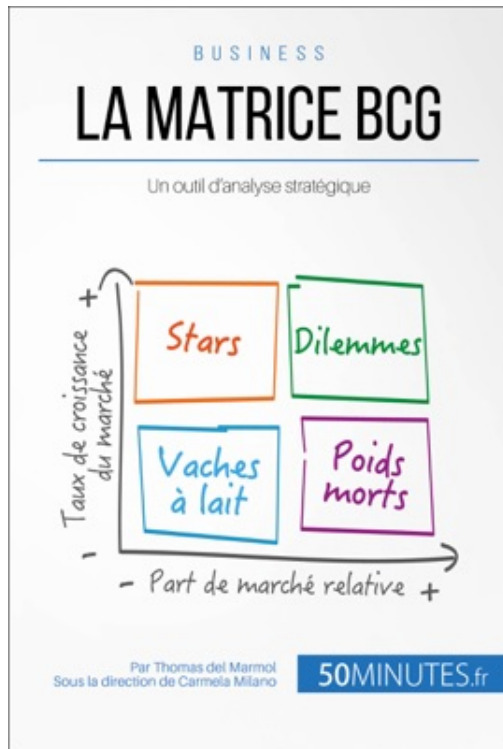 BUSINESS
LA MATRICE BCG
Un outil d'analyse stratégique
+
Taux de croissance
du marché
-
Stars
Dilemmes
Vaches
à lait
Poids
morts
- Part de marché relative +
Par Thomas del Marmol
Sous la direction de Carmela Milano
50MINUTES.fr